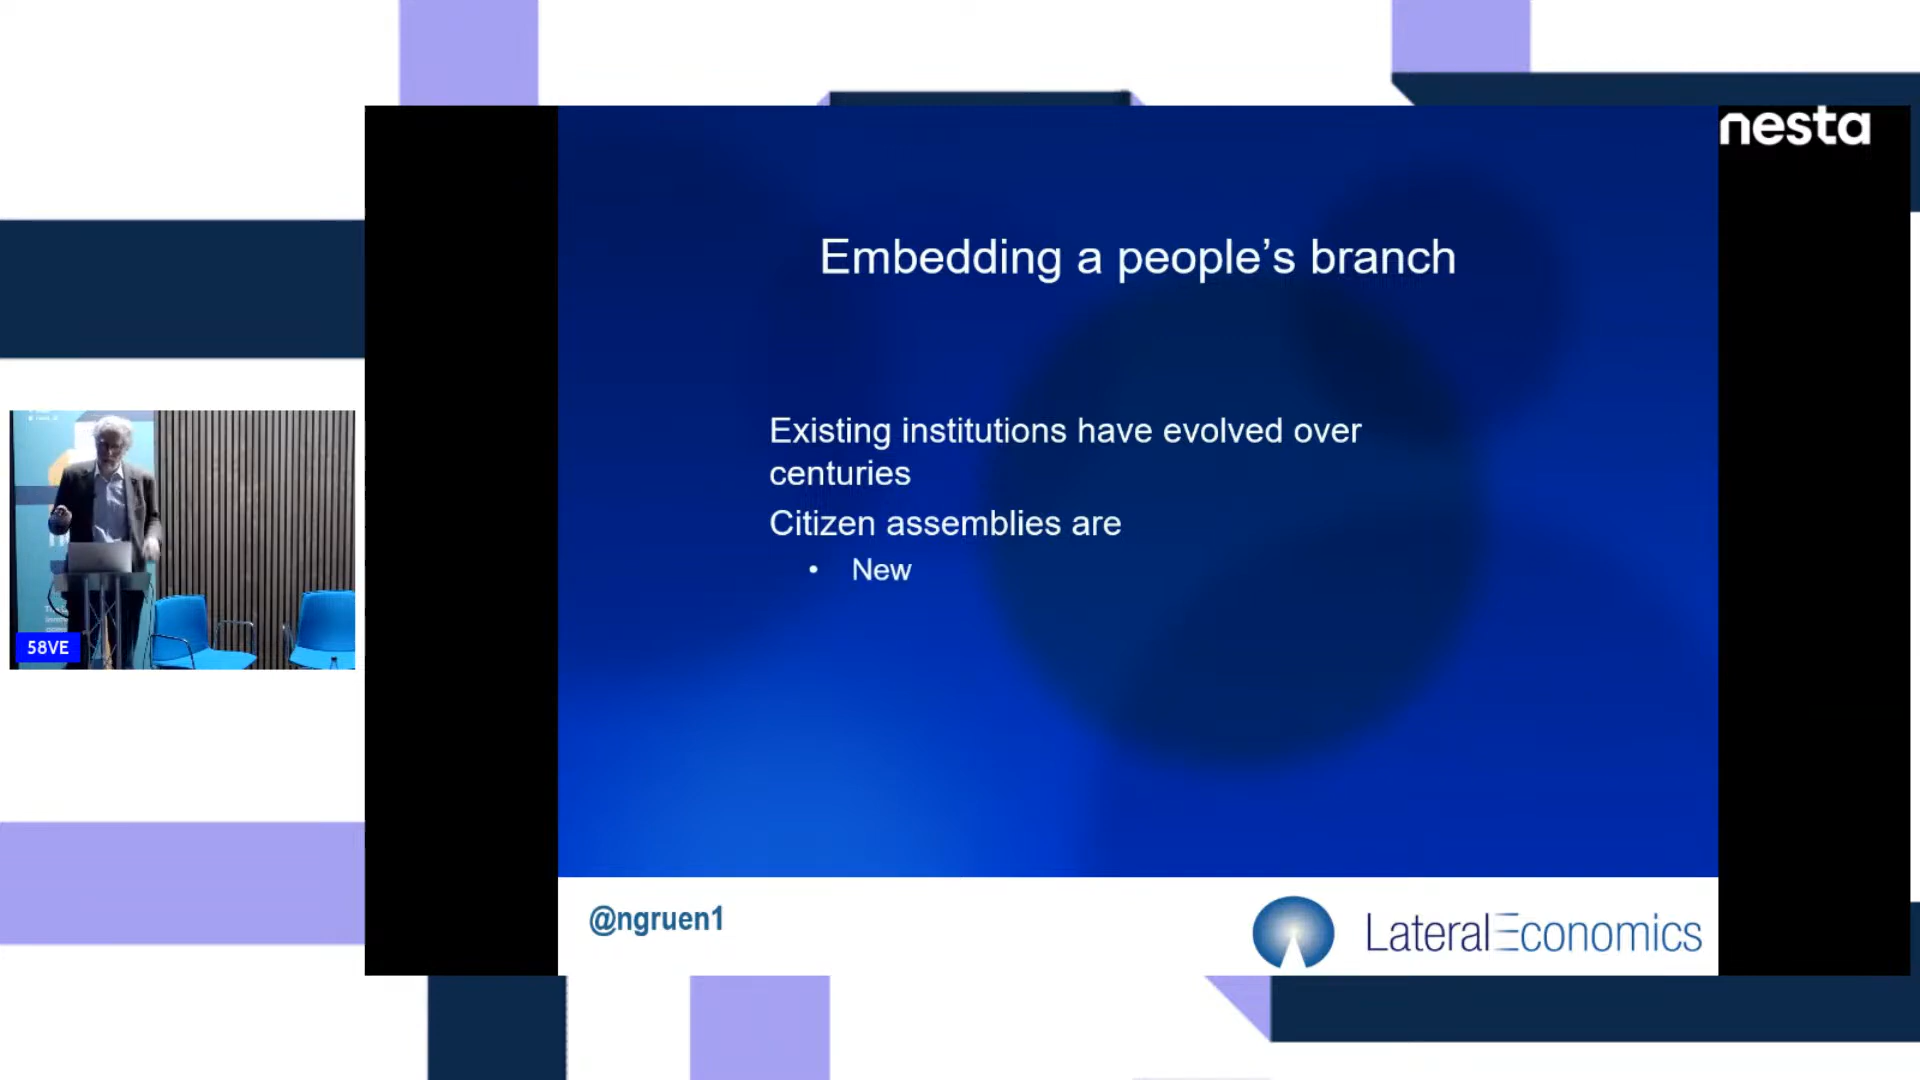 nesta
Embedding a people’s branch
Existing institutions have evolved over
centuries
Citizen assemblies are
• New
58VE
@ngruen1
LateralEconomics